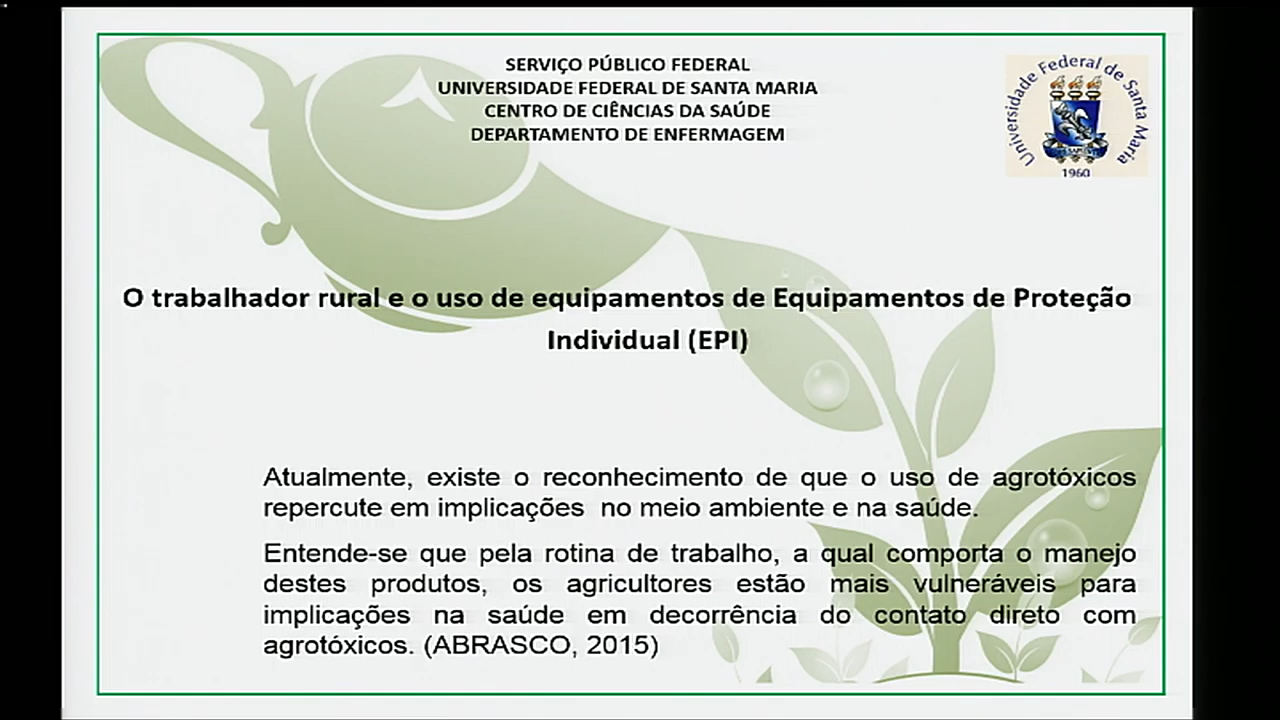 SERVIÇO PÚBLICO FEDERAL
UNIVERSIDADE FEDERAL DE SANTA MARIA
CENTRO DE CIÊNCIAS DA SAÚDE
DEPARTAMENTO DE ENFERMAGEM
Universidade Federal de Santa Maria
1960
O trabalhador rural e o uso de equipamentos de Equipamentos de Proteção
Individual (EPI)
Atualmente, existe o reconhecimento de que o uso de agrotóxicos
repercute em implicações no meio ambiente e na saúde.
Entende-se que pela rotina de trabalho, a qual comporta o manejo
destes produtos, os agricultores estão mais vulneráveis para
implicações na saúde em decorrência do contato direto com
agrotóxicos. (ABRASCO, 2015)